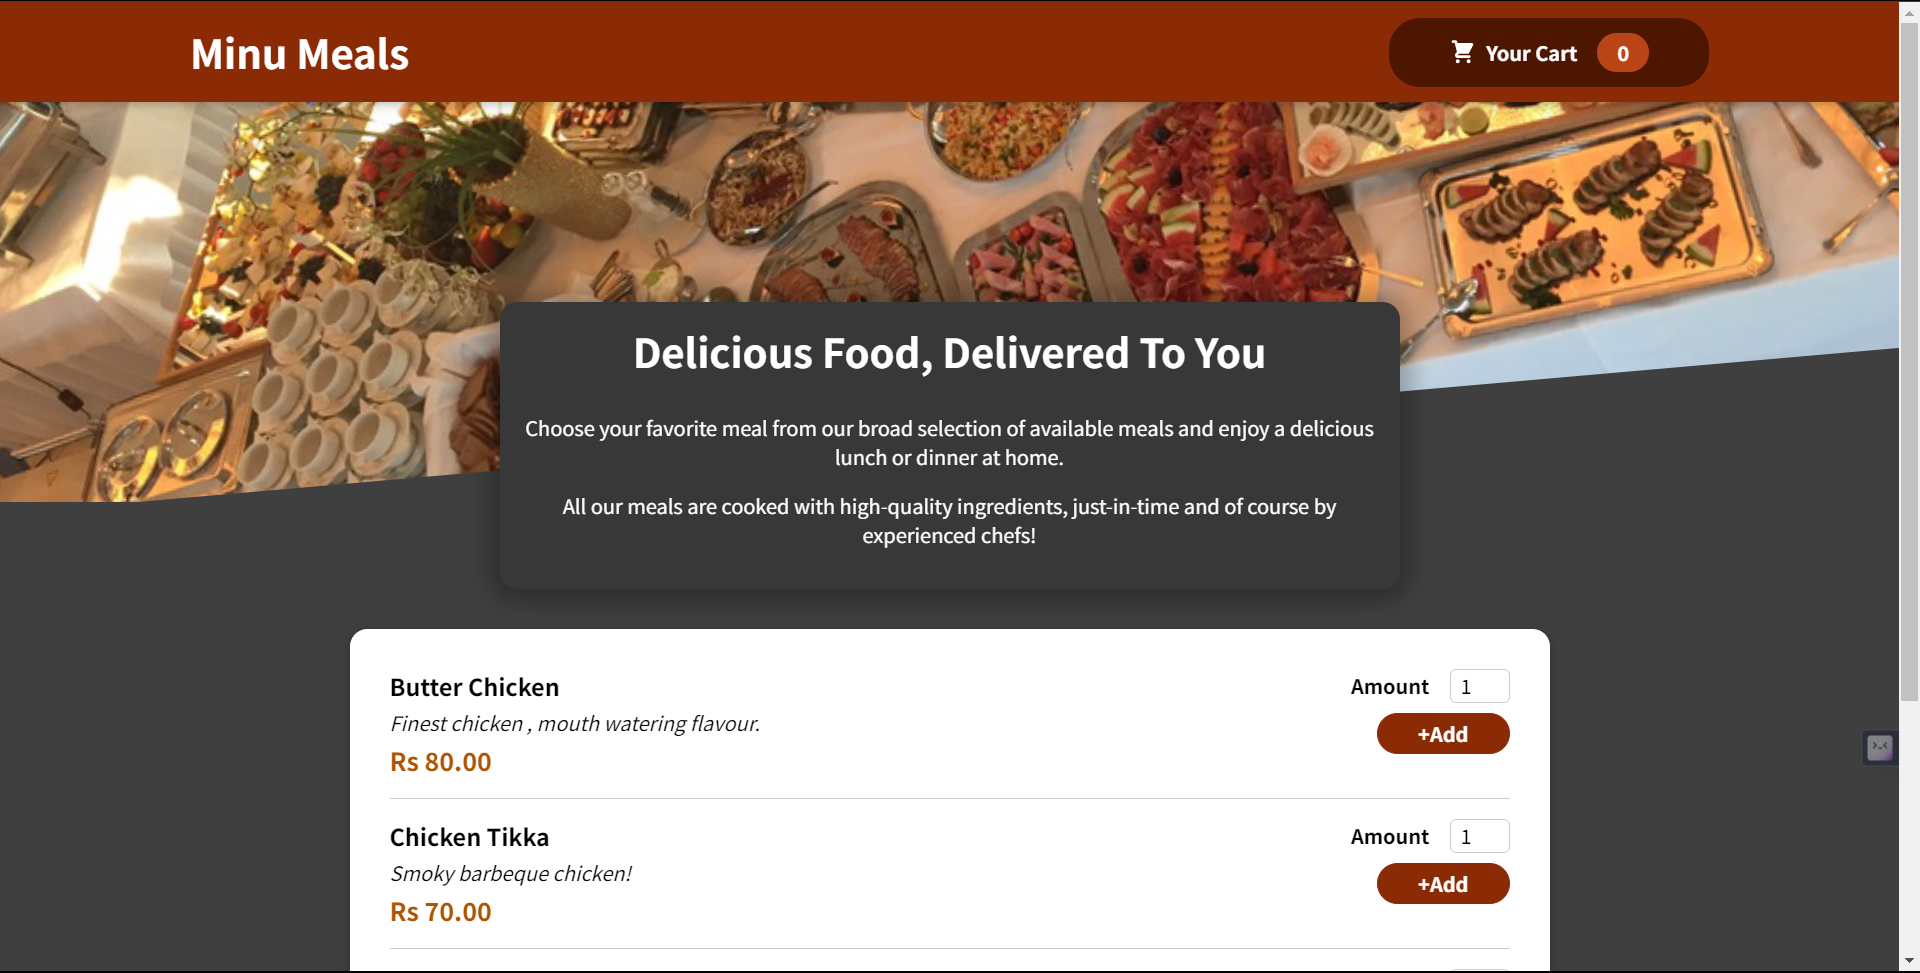 Minu Meals
Your Cart 0
Delicious Food, Delivered To You
Choose your favorite meal from our broad selection of available meals and enjoy a delicious
lunch or dinner at home.
All our meals are cooked with high-quality ingredients, just-in-time and of course by
experienced chefs!
Butter Chicken
Amount 1
Finest chicken , mouth watering flavour.
+Add
Rs 80.00
Chicken Tikka
Amount 1
Smoky barbeque chicken!
+Add
Rs 70.00